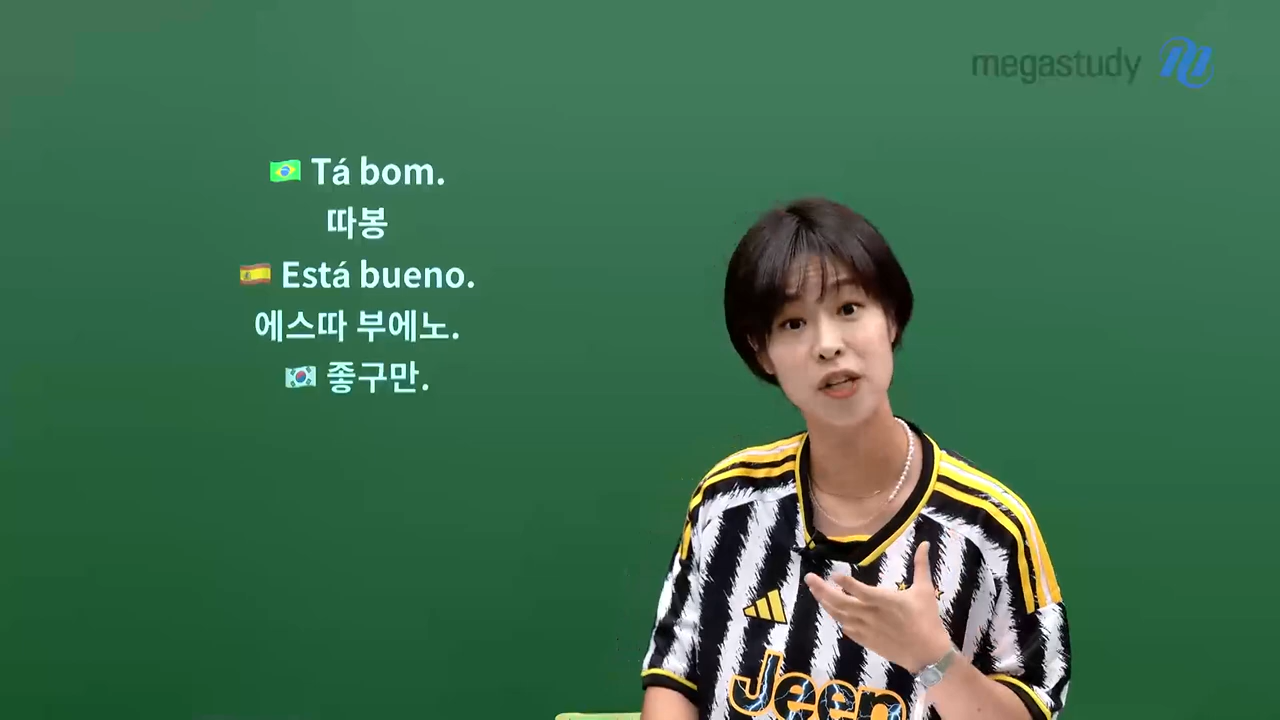 megastudy
🇧🇷 Tá bom.
따봉
🇪🇸 Está bueno.
에스따 부에노.
🇰🇷 좋구만.
Jeep